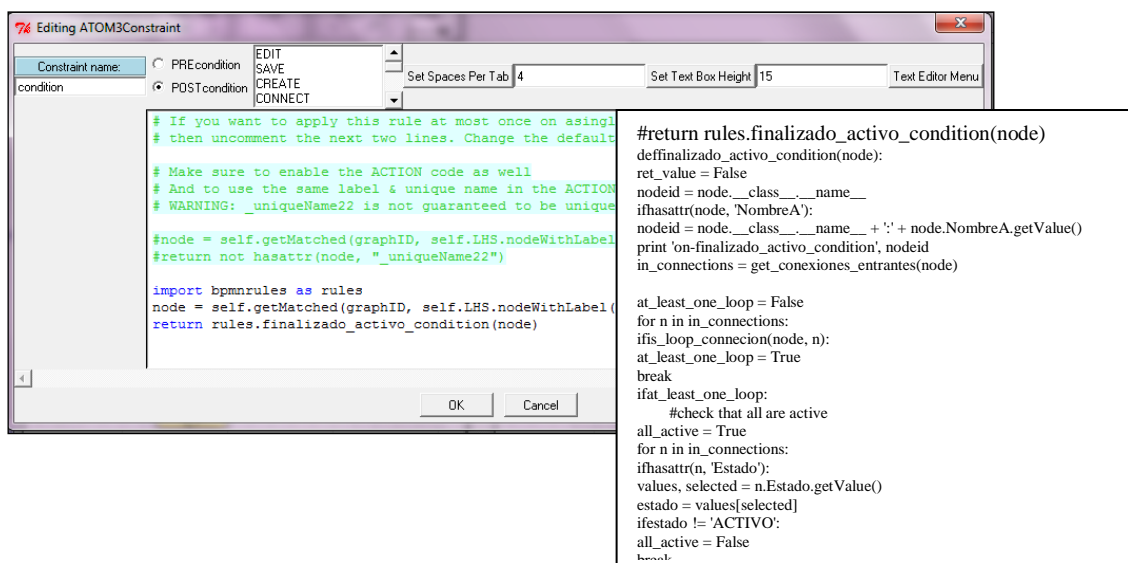 Editing ATOM3Constraint
Constraint name:
condition
PREcondition
POSTcondition
EDIT
SAVE
CREATE
CONNECT
Set Spaces Per Tab 4
Set Text Box Height 15
Text Editor Menu
# If you want to apply this rule at most once on asingl
# then uncomment the next two lines. Change the default
# Make sure to enable the ACTION code as well
# And to use the same label & unique name in the ACTION
# WARNING: _uniqueName22 is not guaranteed to be unique
#node = self.getMatched(graphID, self.LHS.nodeWithLabel
#return not hasattr(node, "_uniqueName22")
import bpmnrules as rules
node = self.getMatched(graphID, self.LHS.nodeWithLabel(
return rules.finalizado_activo_condition(node)
OK
Cancel
#return rules.finalizado_activo_condition(node)
deffinalizado_activo_condition(node):
ret_value = False
nodeid = node.__class__.__name__
ifhasattr(node, 'NombreA'):
nodeid = node.__class__.__name__ + ':' + node.NombreA.getValue()
print 'on-finalizado_activo_condition', nodeid
in_connections = get_conexiones_entrantes(node)
at_least_one_loop = False
for n in in_connections:
ifis_loop_connecion(node, n):
at_least_one_loop = True
break
ifat_least_one_loop:
#check that all are active
all_active = True
for n in in_connections:
ifhasattr(n, 'Estado'):
values, selected = n.Estado.getValue()
estado = values[selected]
ifestado != 'ACTIVO':
all_active = False
break